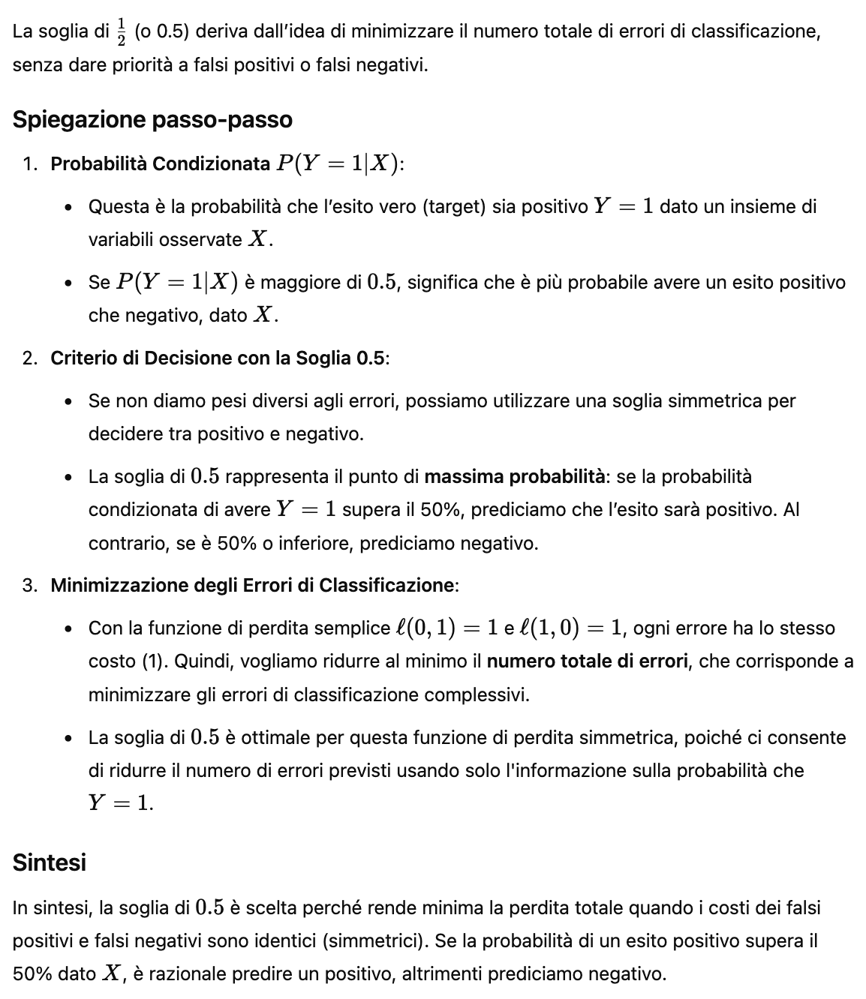 La soglia di 1/2 (o 0.5) deriva dall’idea di minimizzare il numero totale di errori di classificazione,
senza dare priorità a falsi positivi o falsi negativi.
Spiegazione passo-passo
1. Probabilità Condizionata P(Y = 1|X):
• Questa è la probabilità che l’esito vero (target) sia positivo Y = 1 dato un insieme di
variabili osservate X.
• Se P(Y = 1|X) è maggiore di 0.5, significa che è più probabile avere un esito positivo
che negativo, dato X.
2. Criterio di Decisione con la Soglia 0.5:
• Se non diamo pesi diversi agli errori, possiamo utilizzare una soglia simmetrica per
decidere tra positivo e negativo.
• La soglia di 0.5 rappresenta il punto di massima probabilità: se la probabilità
condizionata di avere Y = 1 supera il 50%, prediciamo che l’esito sarà positivo. Al
contrario, se è 50% o inferiore, prediciamo negativo.
3. Minimizzazione degli Errori di Classificazione:
• Con la funzione di perdita semplice ℓ(0, 1) = 1 e ℓ(1, 0) = 1, ogni errore ha lo stesso
costo (1). Quindi, vogliamo ridurre al minimo il numero totale di errori, che corrisponde a
minimizzare gli errori di classificazione complessivi.
• La soglia di 0.5 è ottimale per questa funzione di perdita simmetrica, poiché ci consente
di ridurre il numero di errori previsti usando solo l'informazione sulla probabilità che
Y = 1.
Sintesi
In sintesi, la soglia di 0.5 è scelta perché rende minima la perdita totale quando i costi dei falsi
positivi e falsi negativi sono identici (simmetrici). Se la probabilità di un esito positivo supera il
50% dato X, è razionale predire un positivo, altrimenti prediciamo negativo.